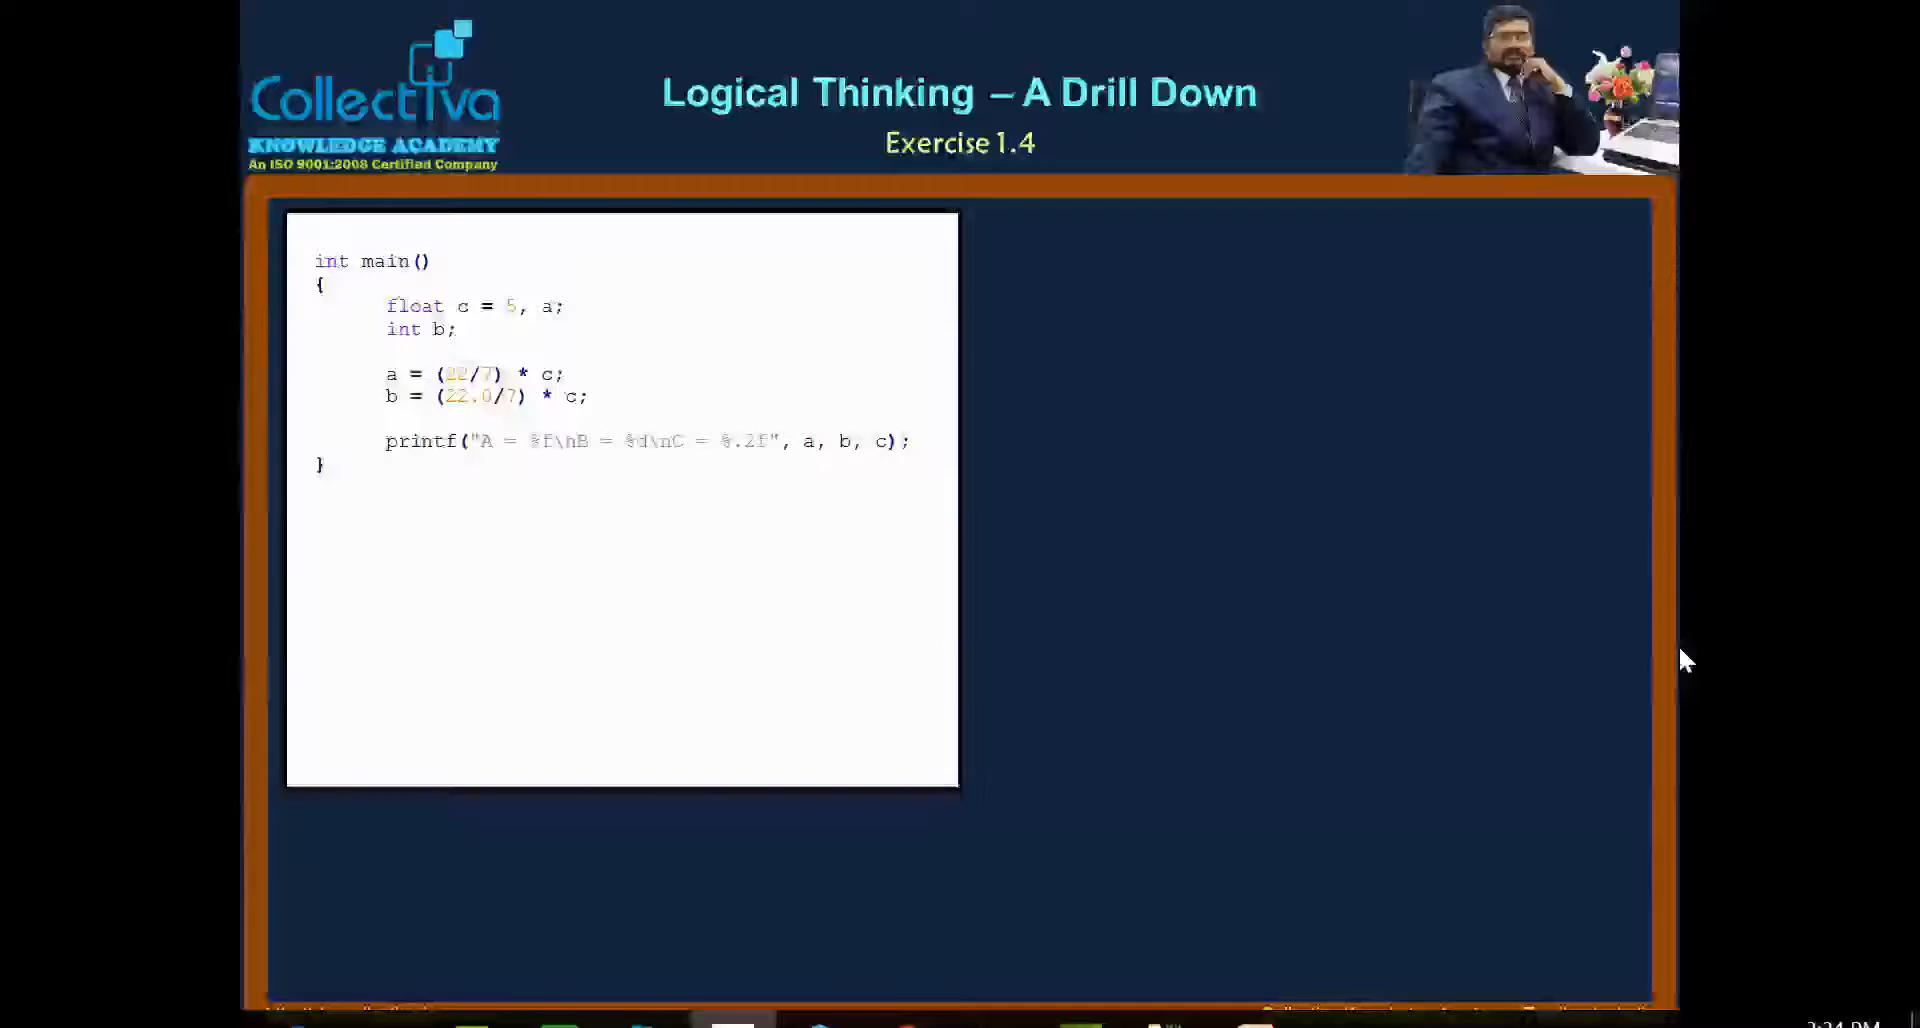 Collectiva
KNOWLEDGE ACADEMY
An ISO 9001:2008 Certified Company
Logical Thinking – A Drill Down
Exercise 1.4
int main()
{
float c = 5, a;
int b;
a = (22/7) * c;
b = (22.0/7) * c;
printf("A = %f\nB = %d\nC = %.2f", a, b, c);
}